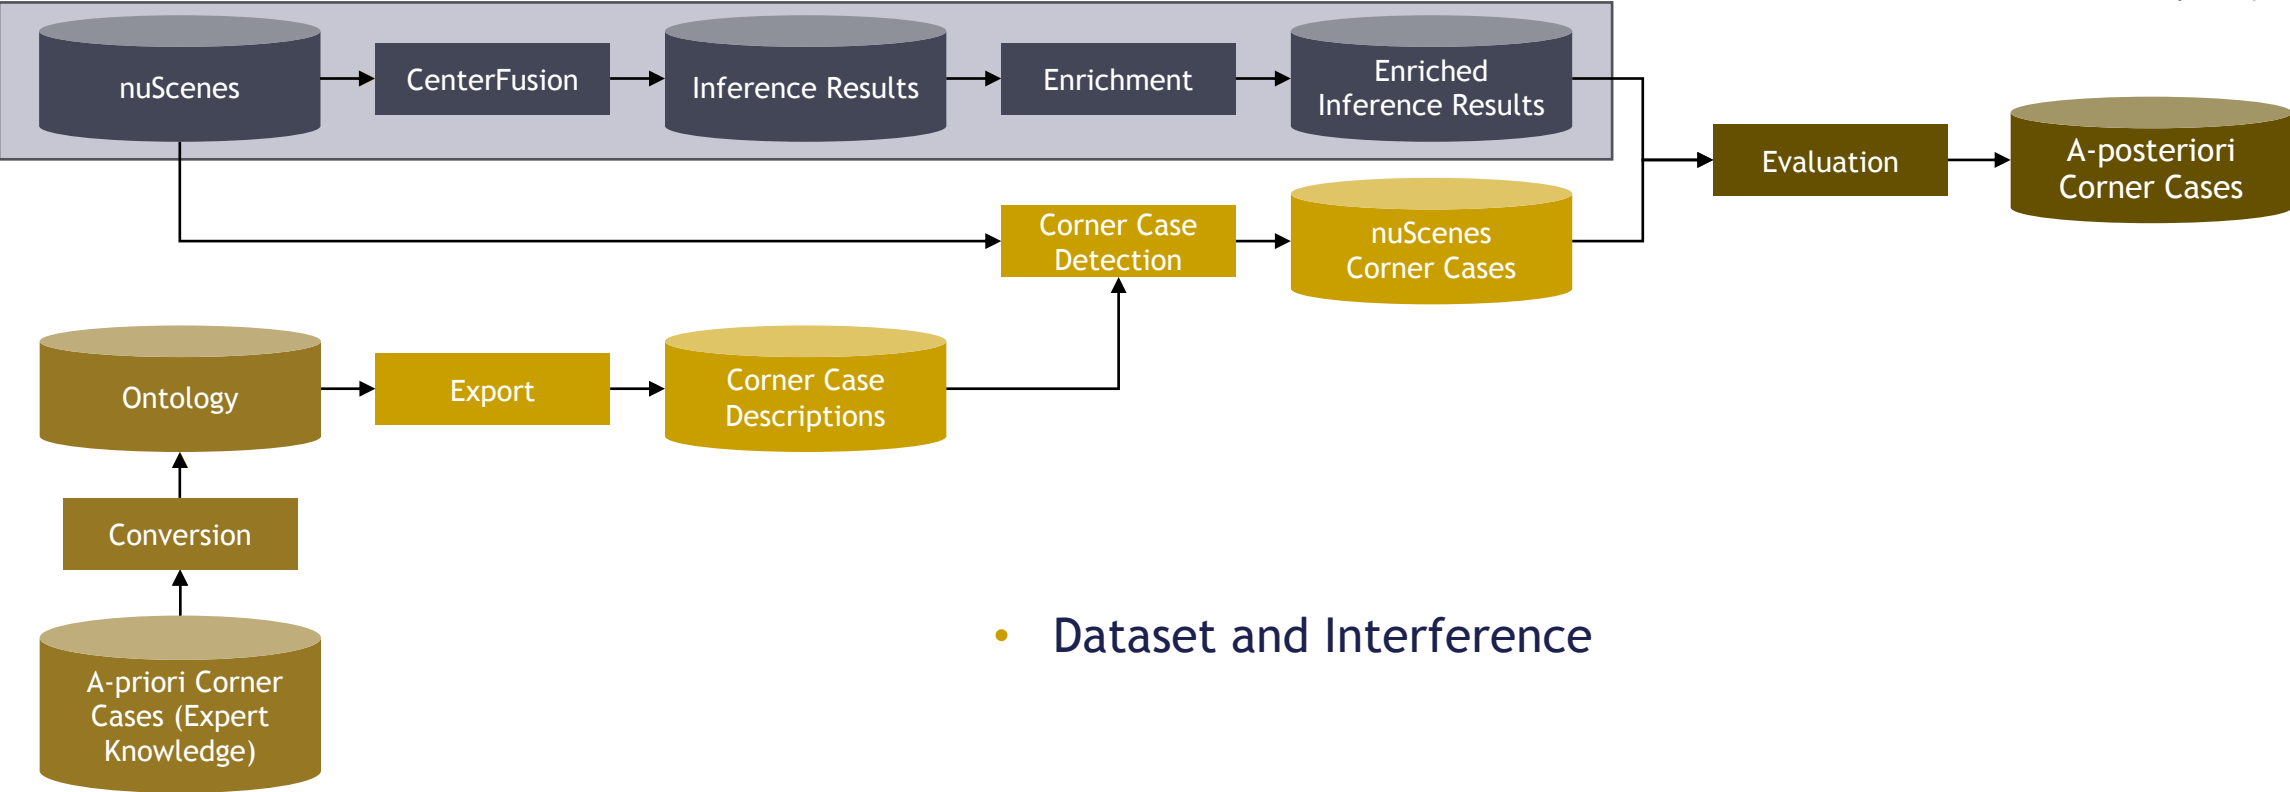 nuScenes
CenterFusion
Inference Results
Enrichment
Enriched
Inference Results
Evaluation
A-posteriori
Corner Cases
Corner Case
Detection
nuScenes
Corner Cases
Ontology
Export
Corner Case
Descriptions
Conversion
A-priori Corner
Cases (Expert
Knowledge)
• Dataset and Interference